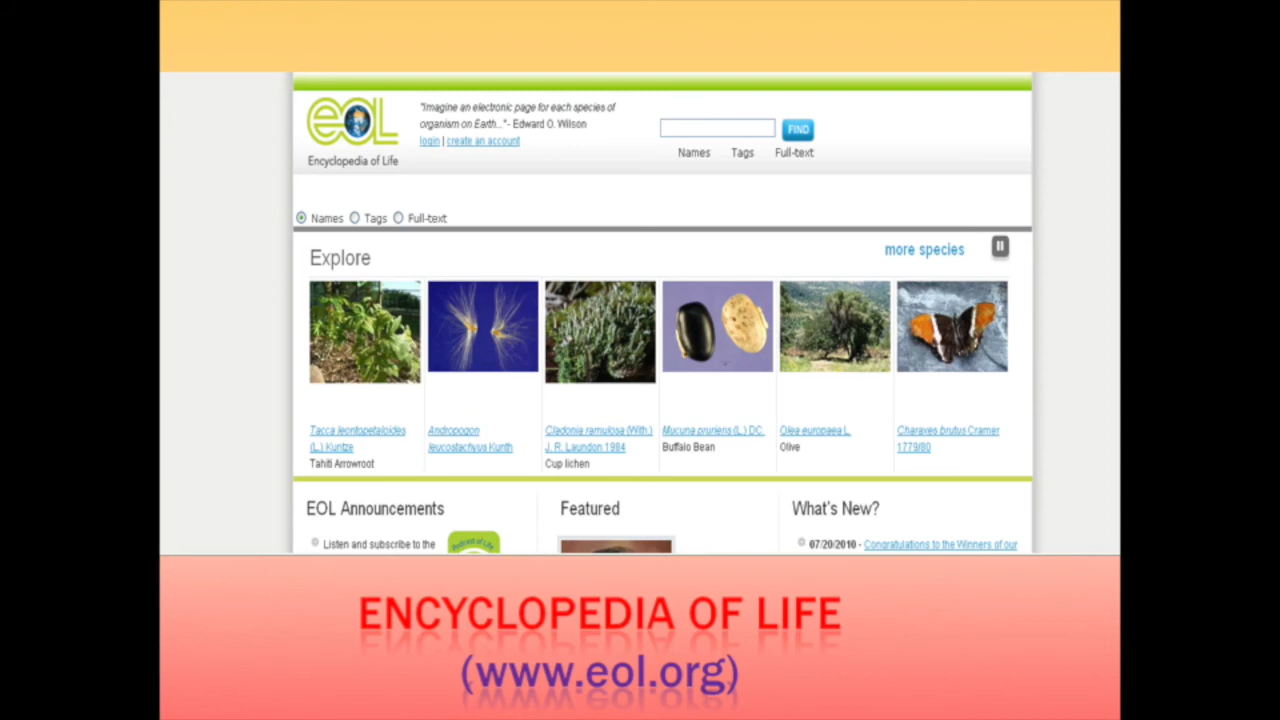 EOL
Encyclopedia of Life
"Imagine an electronic page for each species of
organism on Earth..." - Edward O. Wilson
login | create an account
FIND
Names Tags Full-text
Names Tags Full-text
Explore
more species
Tacca leontopetaloides
(L.) Kuntze
Tahiti Arrowroot
Andropogon
leucostachyus Kunth
Cladonia ramulosa (With.)
J. R. Laundon 1984
Cup lichen
Mucuna pruriens (L.) DC.
Buffalo Bean
Olea europaea L.
Olive
Charaxes brutus Cramer
1779/80
EOL Announcements
Listen and subscribe to the
Podcast of Life
Featured
What's New?
07/20/2010 - Congratulations to the Winners of our
ENCYCLOPEDIA OF LIFE
(www.eol.org)